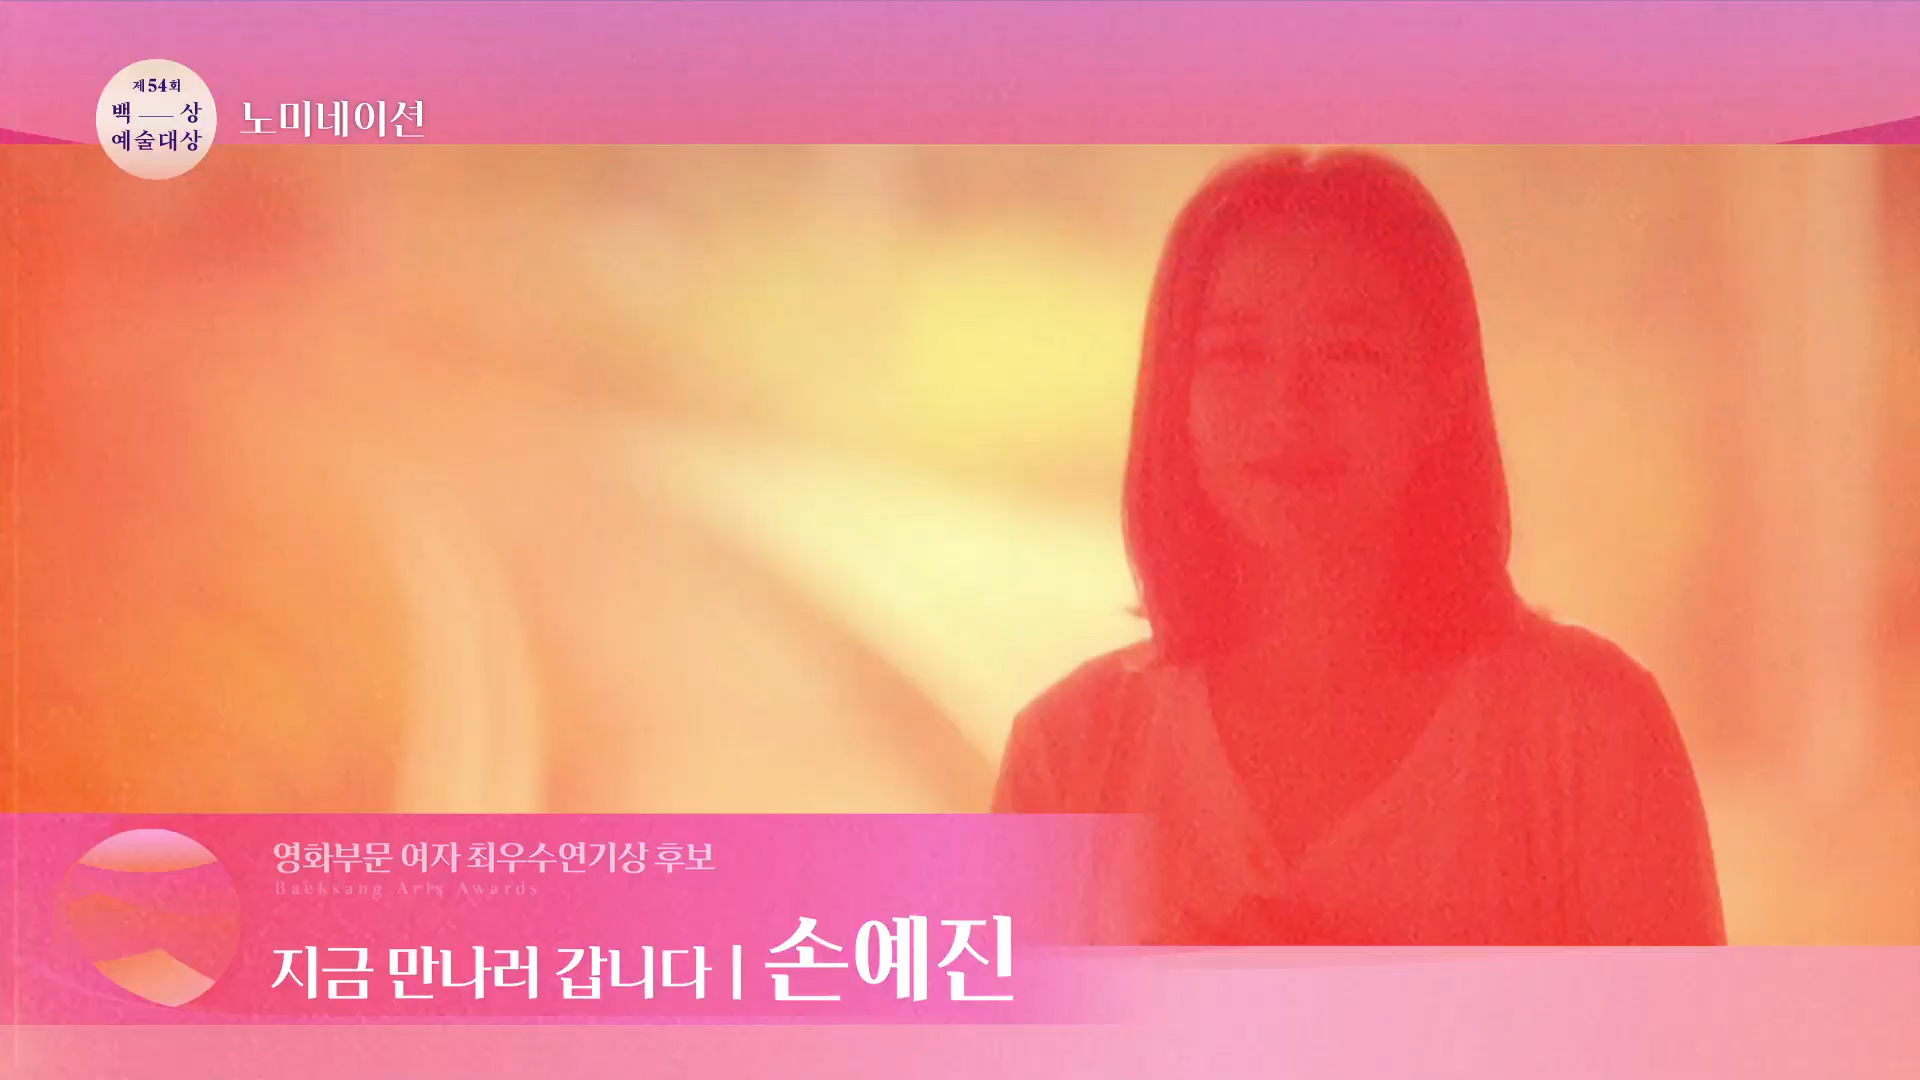 제54회
백 — 상
예술대상
노미네이션
영화부문 여자 최우수연기상 후보
Baeksang Arts Awards
지금 만나러 갑니다 | 손예진